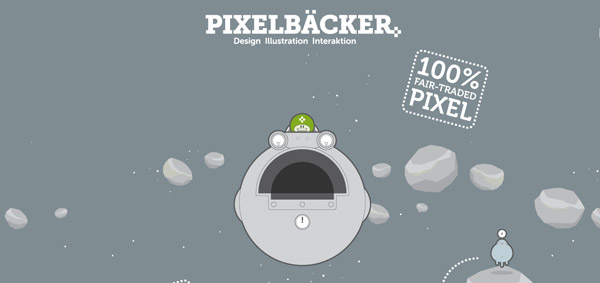 PIXELBÄCKER
Design Illustration Interaktion
100%
FAIR-TRADED
PIXEL
!